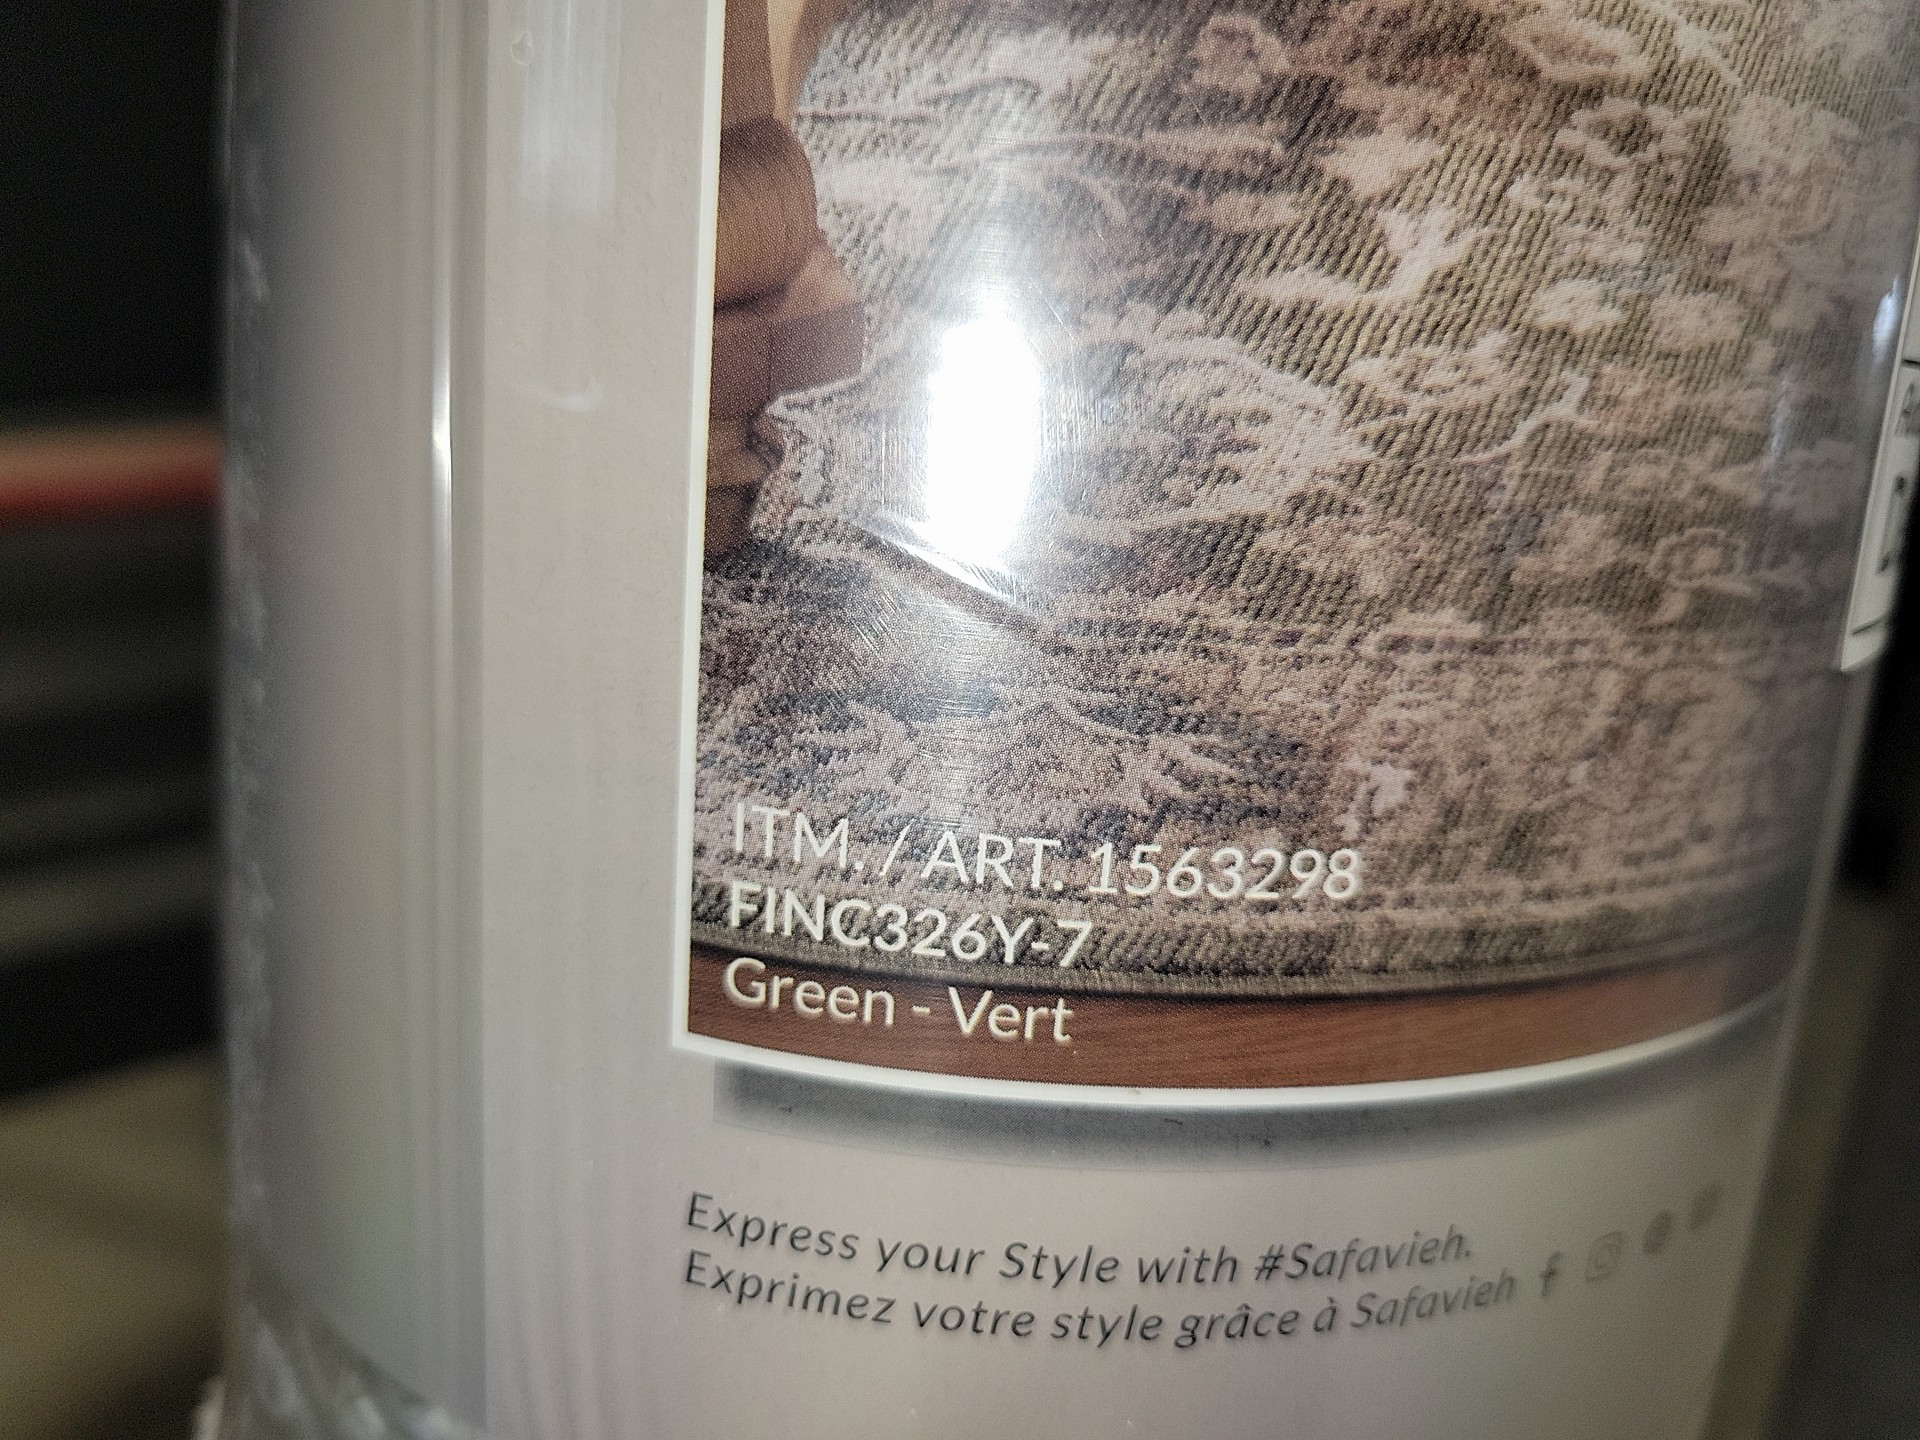 ITM. / ART. 1563298
FINC326Y-7
Green - Vert
Express your Style with #Safavieh.
Exprimez votre style grâce à Safavieh